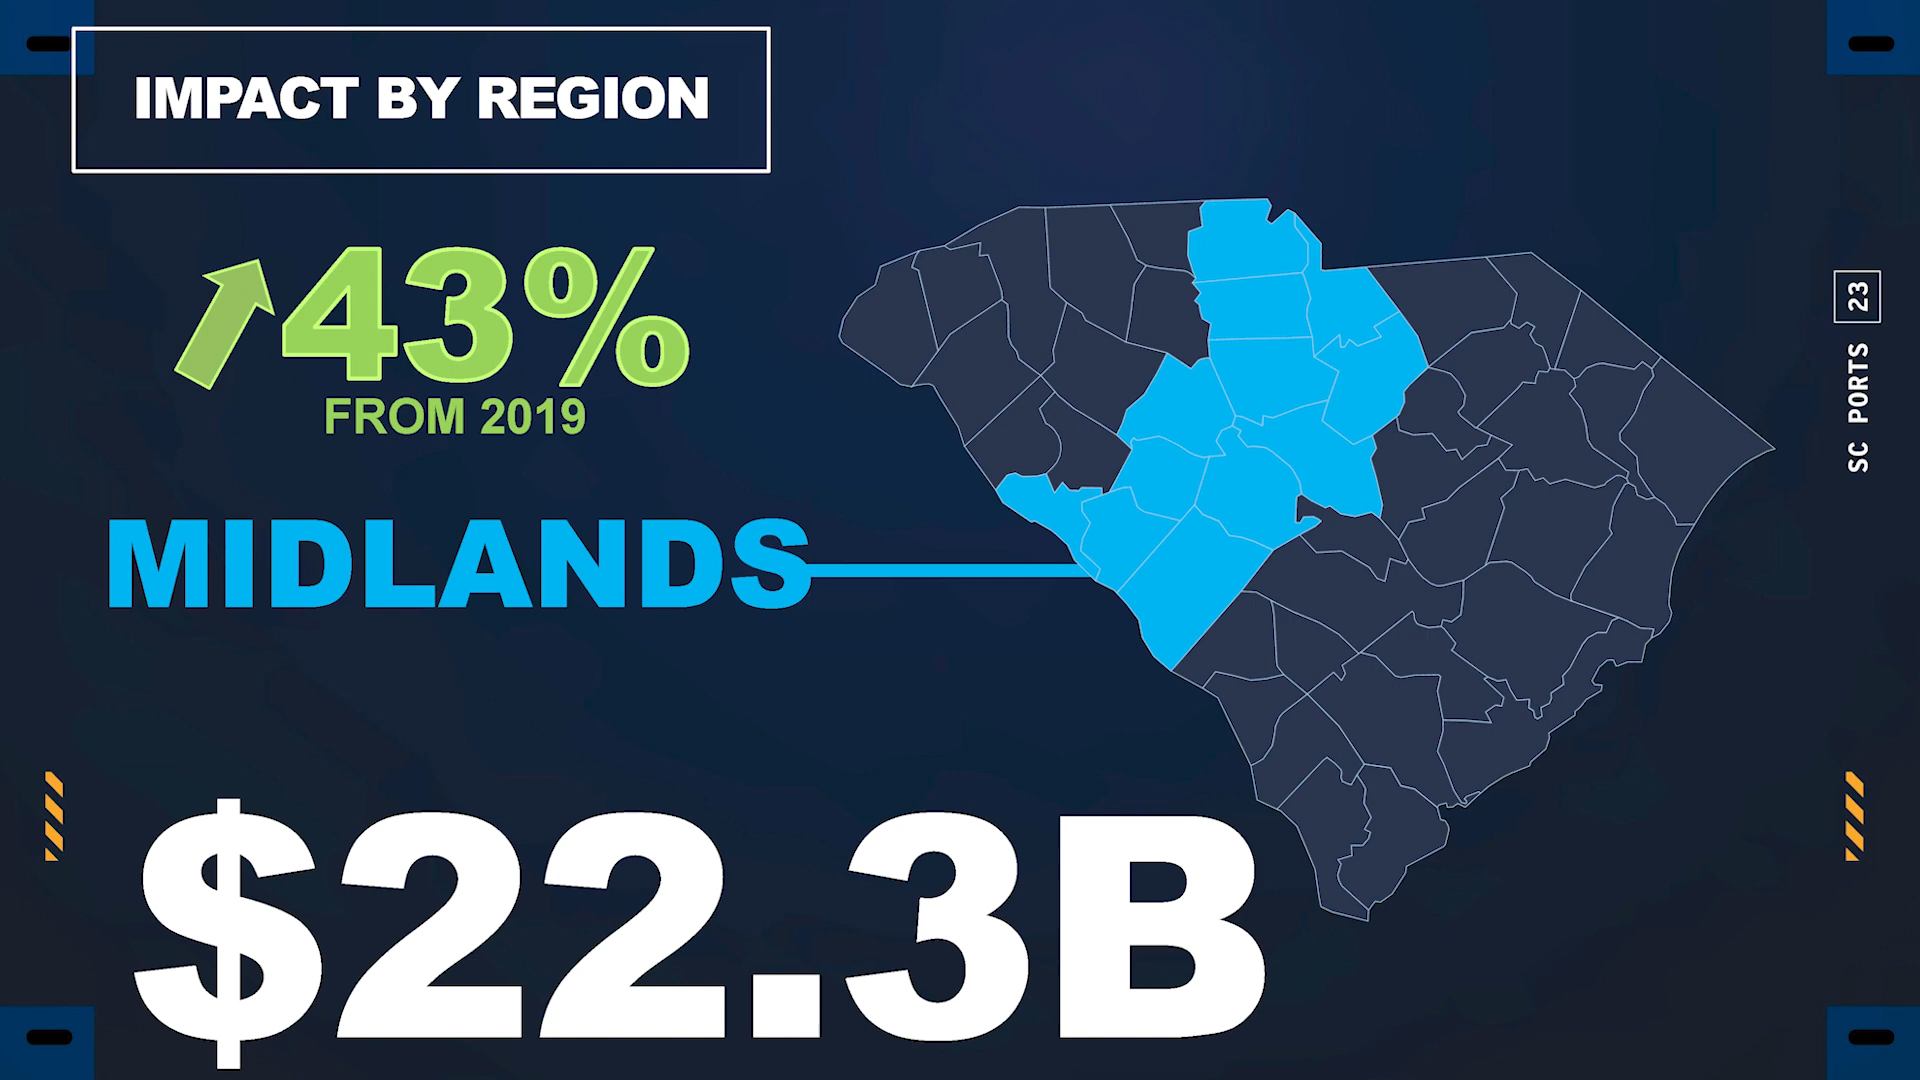 IMPACT BY REGION
43%
FROM 2019
MIDLANDS
$22.3B
SC PORTS 23